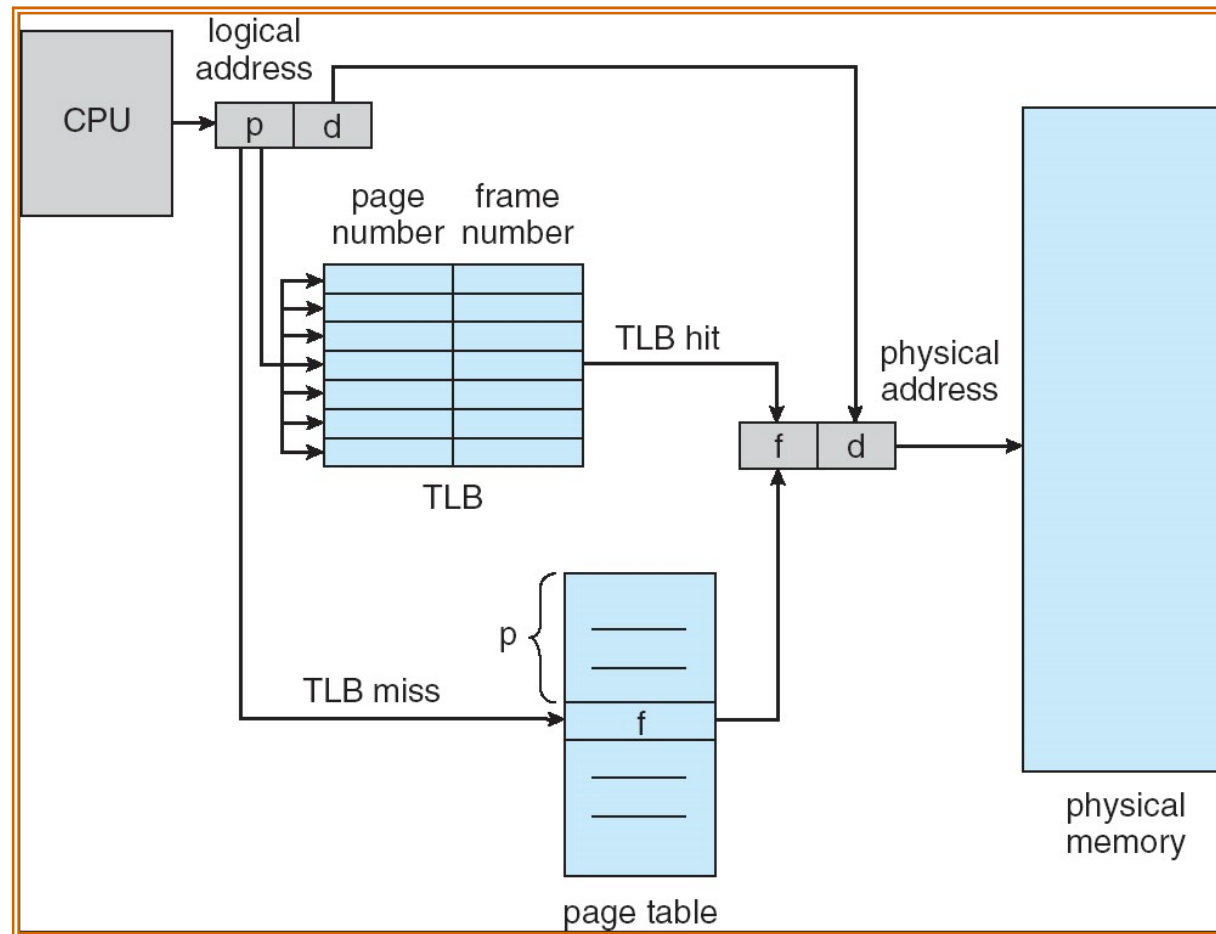 logical
address
CPU
p d
page
number
frame
number
TLB hit
physical
address
f d
TLB
p
TLB miss
f
physical
memory
page table